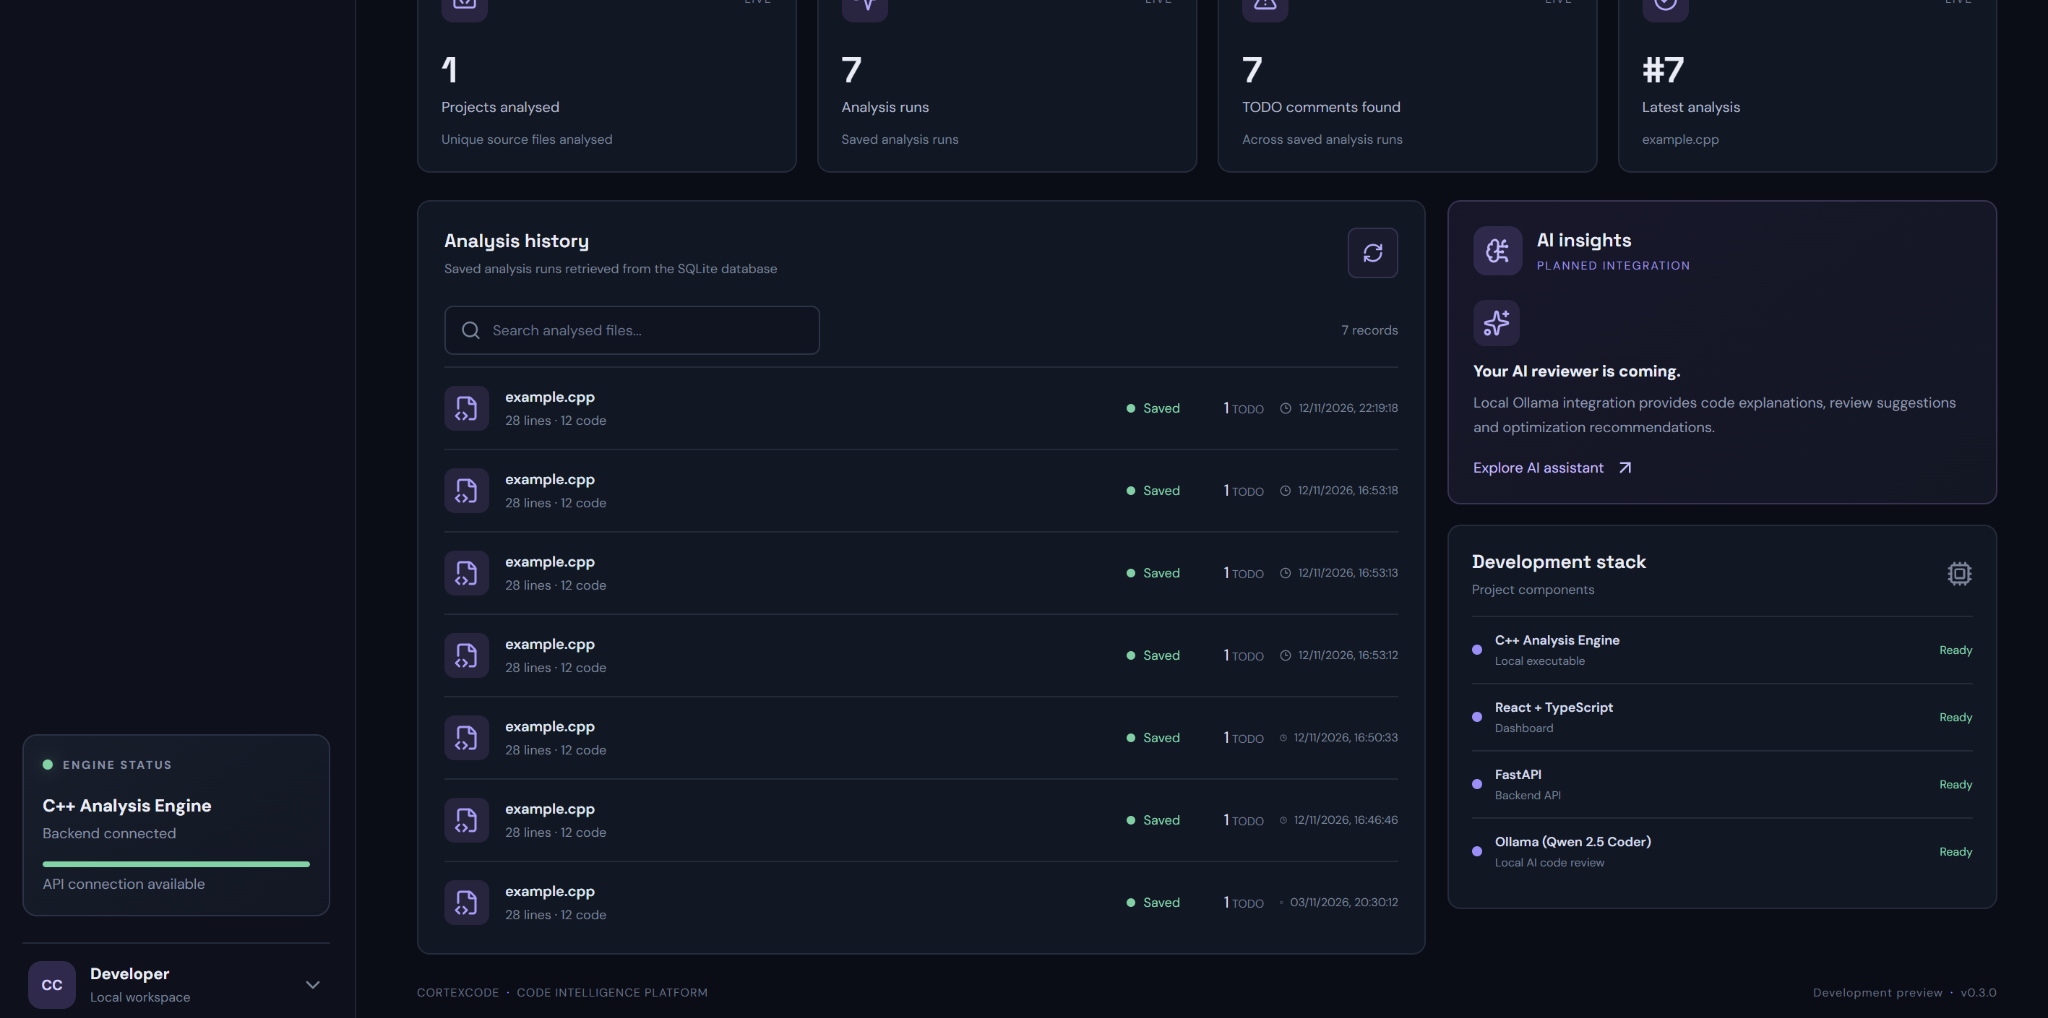 LIVE
LIVE
LIVE
LIVE
1
Projects analysed
Unique source files analysed
7
Analysis runs
Saved analysis runs
7
TODO comments found
Across saved analysis runs
#7
Latest analysis
example.cpp
Analysis history
Saved analysis runs retrieved from the SQLite database
Search analysed files...
7 records
example.cpp
28 lines · 12 code
Saved
1 TODO
12/11/2026, 22:19:18
example.cpp
28 lines · 12 code
Saved
1 TODO
12/11/2026, 16:53:18
example.cpp
28 lines · 12 code
Saved
1 TODO
12/11/2026, 16:53:13
example.cpp
28 lines · 12 code
Saved
1 TODO
12/11/2026, 16:53:12
example.cpp
28 lines · 12 code
Saved
1 TODO
12/11/2026, 16:50:33
example.cpp
28 lines · 12 code
Saved
1 TODO
12/11/2026, 16:46:46
example.cpp
28 lines · 12 code
Saved
1 TODO
03/11/2026, 20:30:12
AI insights
PLANNED INTEGRATION
Your AI reviewer is coming.
Local Ollama integration provides code explanations, review suggestions
and optimization recommendations.
Explore AI assistant
Development stack
Project components
C++ Analysis Engine
Local executable
Ready
React + TypeScript
Dashboard
Ready
FastAPI
Backend API
Ready
Ollama (Qwen 2.5 Coder)
Local AI code review
Ready
ENGINE STATUS
C++ Analysis Engine
Backend connected
API connection available
CC
Developer
Local workspace
CORTEXCODE · CODE INTELLIGENCE PLATFORM
Development preview · v0.3.0